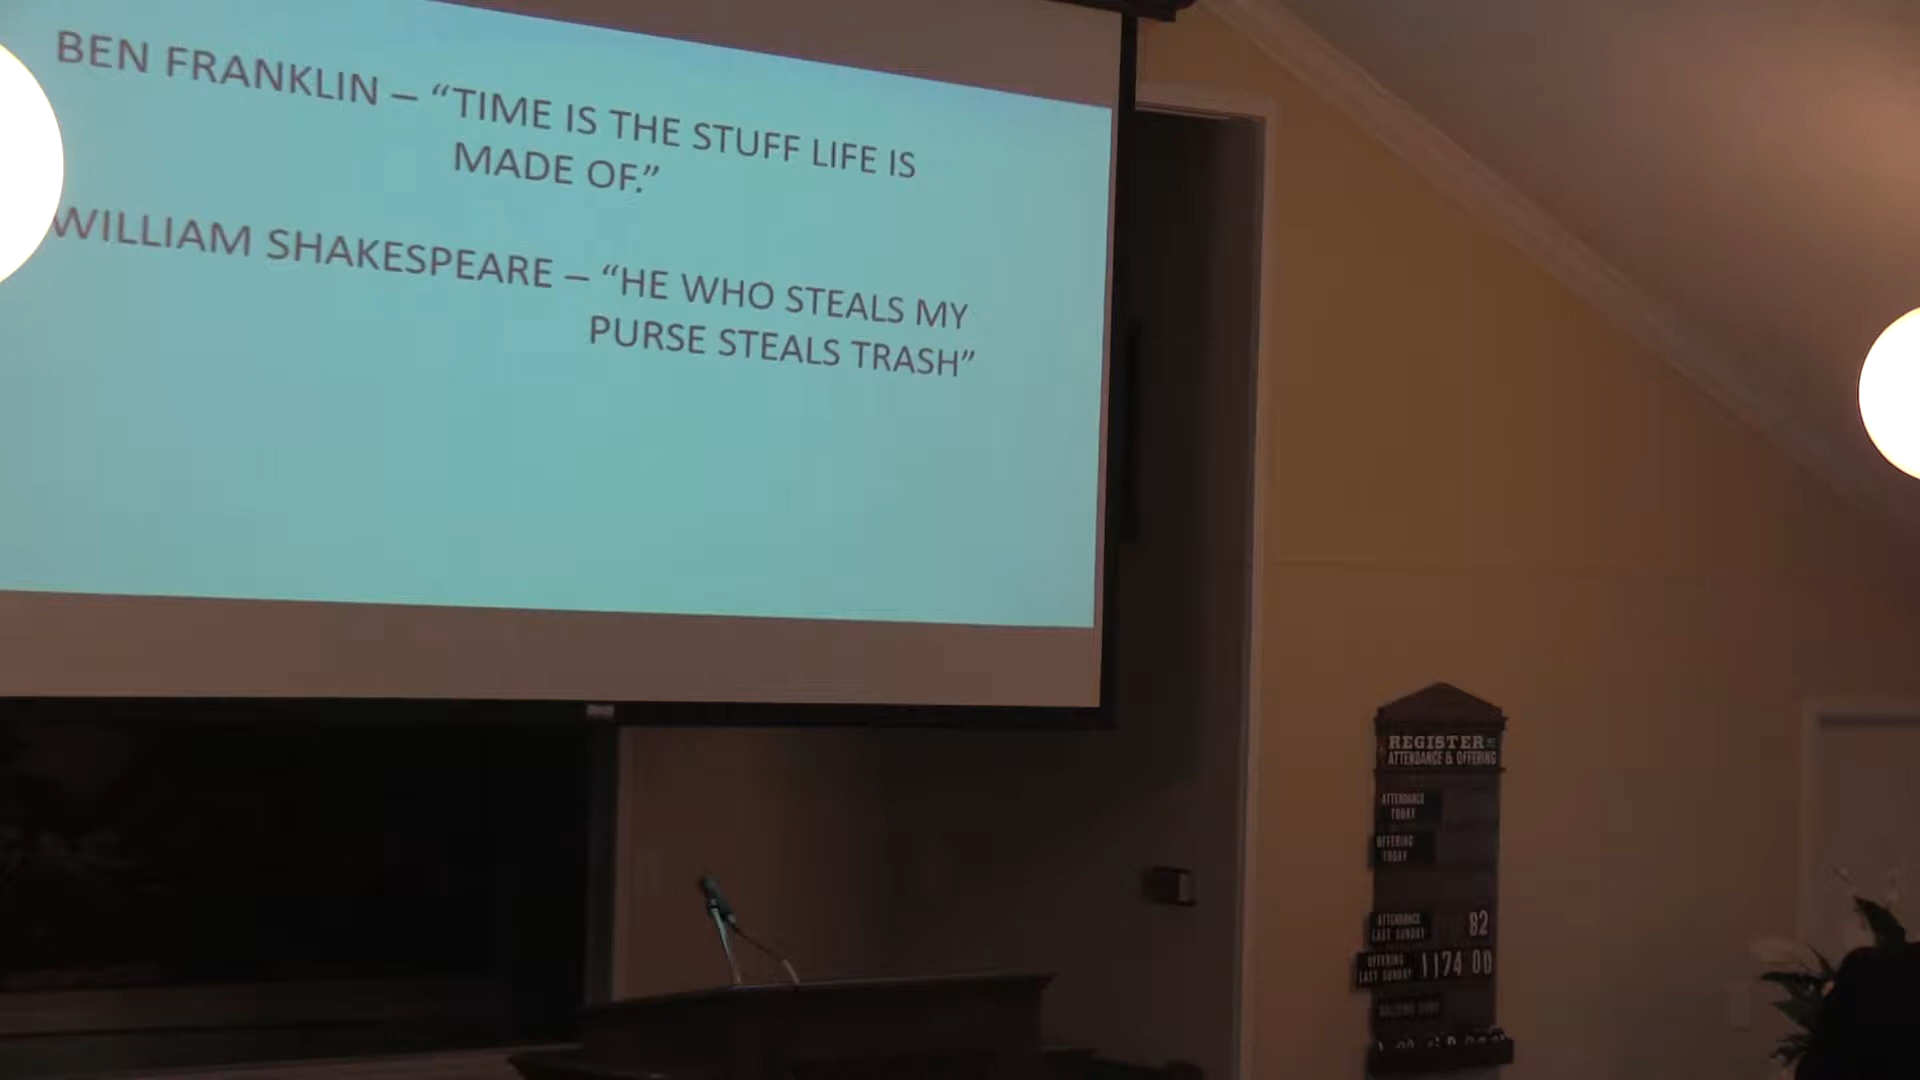 BEN FRANKLIN – “TIME IS THE STUFF LIFE IS
MADE OF.”
WILLIAM SHAKESPEARE – “HE WHO STEALS MY
PURSE STEALS TRASH”
REGISTER
ATTENDANCE & OFFERING
ATTENDANCE
TODAY
OFFERING
TODAY
ATTENDANCE
LAST SUNDAY 82
OFFERING
LAST SUNDAY 1174 00